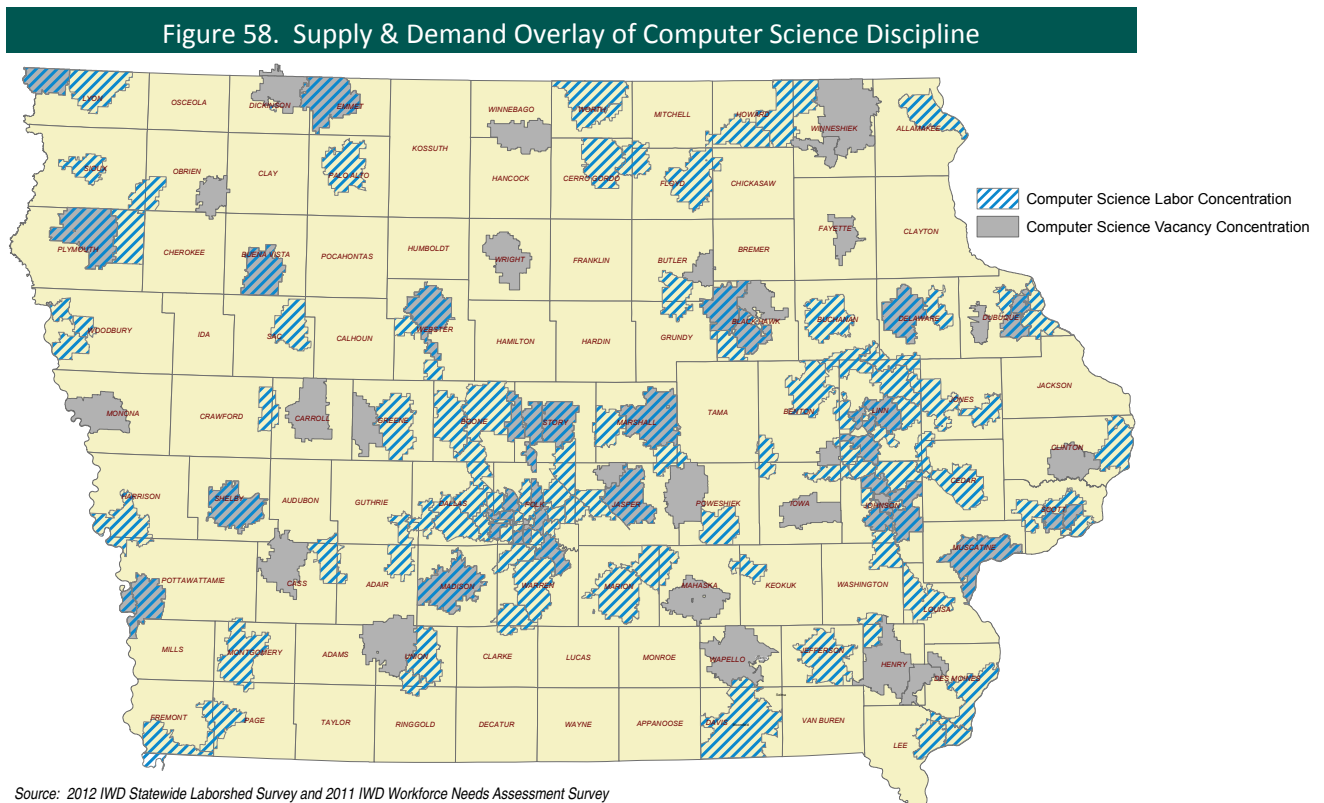 Figure 58.  Supply & Demand Overlay of Computer Science Discipline
LYON
OSCEOLA
DICKINSON
EMMET
KOSSUTH
WINNEBAGO
WORTH
MITCHELL
HOWARD
WINNESHIEK
ALLAMAKEE
SIOUX
OBRIEN
CLAY
PALO ALTO
HANCOCK
CERRO GORDO
FLOYD
CHICKASAW
Computer Science Labor Concentration
Computer Science Vacancy Concentration
PLYMOUTH
CHEROKEE
BUENA VISTA
POCAHONTAS
HUMBOLDT
WRIGHT
FRANKLIN
BUTLER
BREMER
FAYETTE
CLAYTON
WOODBURY
IDA
SAC
CALHOUN
WEBSTER
HAMILTON
HARDIN
GRUNDY
BLACK HAWK
BUCHANAN
DELAWARE
DUBUQUE
MONONA
CRAWFORD
CARROLL
GREENE
BOONE
STORY
MARSHALL
TAMA
BENTON
LINN
JONES
JACKSON
CLINTON
HARRISON
SHELBY
AUDUBON
GUTHRIE
DALLAS
POLK
JASPER
POWESHIEK
IOWA
JOHNSON
CEDAR
SCOTT
POTTAWATTAMIE
CASS
ADAIR
MADISON
WARREN
MARION
MAHASKA
KEOKUK
WASHINGTON
MUSCATINE
LOUISA
MILLS
MONTGOMERY
ADAMS
UNION
CLARKE
LUCAS
MONROE
WAPELLO
JEFFERSON
HENRY
DES MOINES
FREMONT
PAGE
TAYLOR
RINGGOLD
DECATUR
WAYNE
APPANOOSE
DAVIS
VAN BUREN
LEE
Source:  2012 IWD Statewide Laborshed Survey and 2011 IWD Workforce Needs Assessment Survey